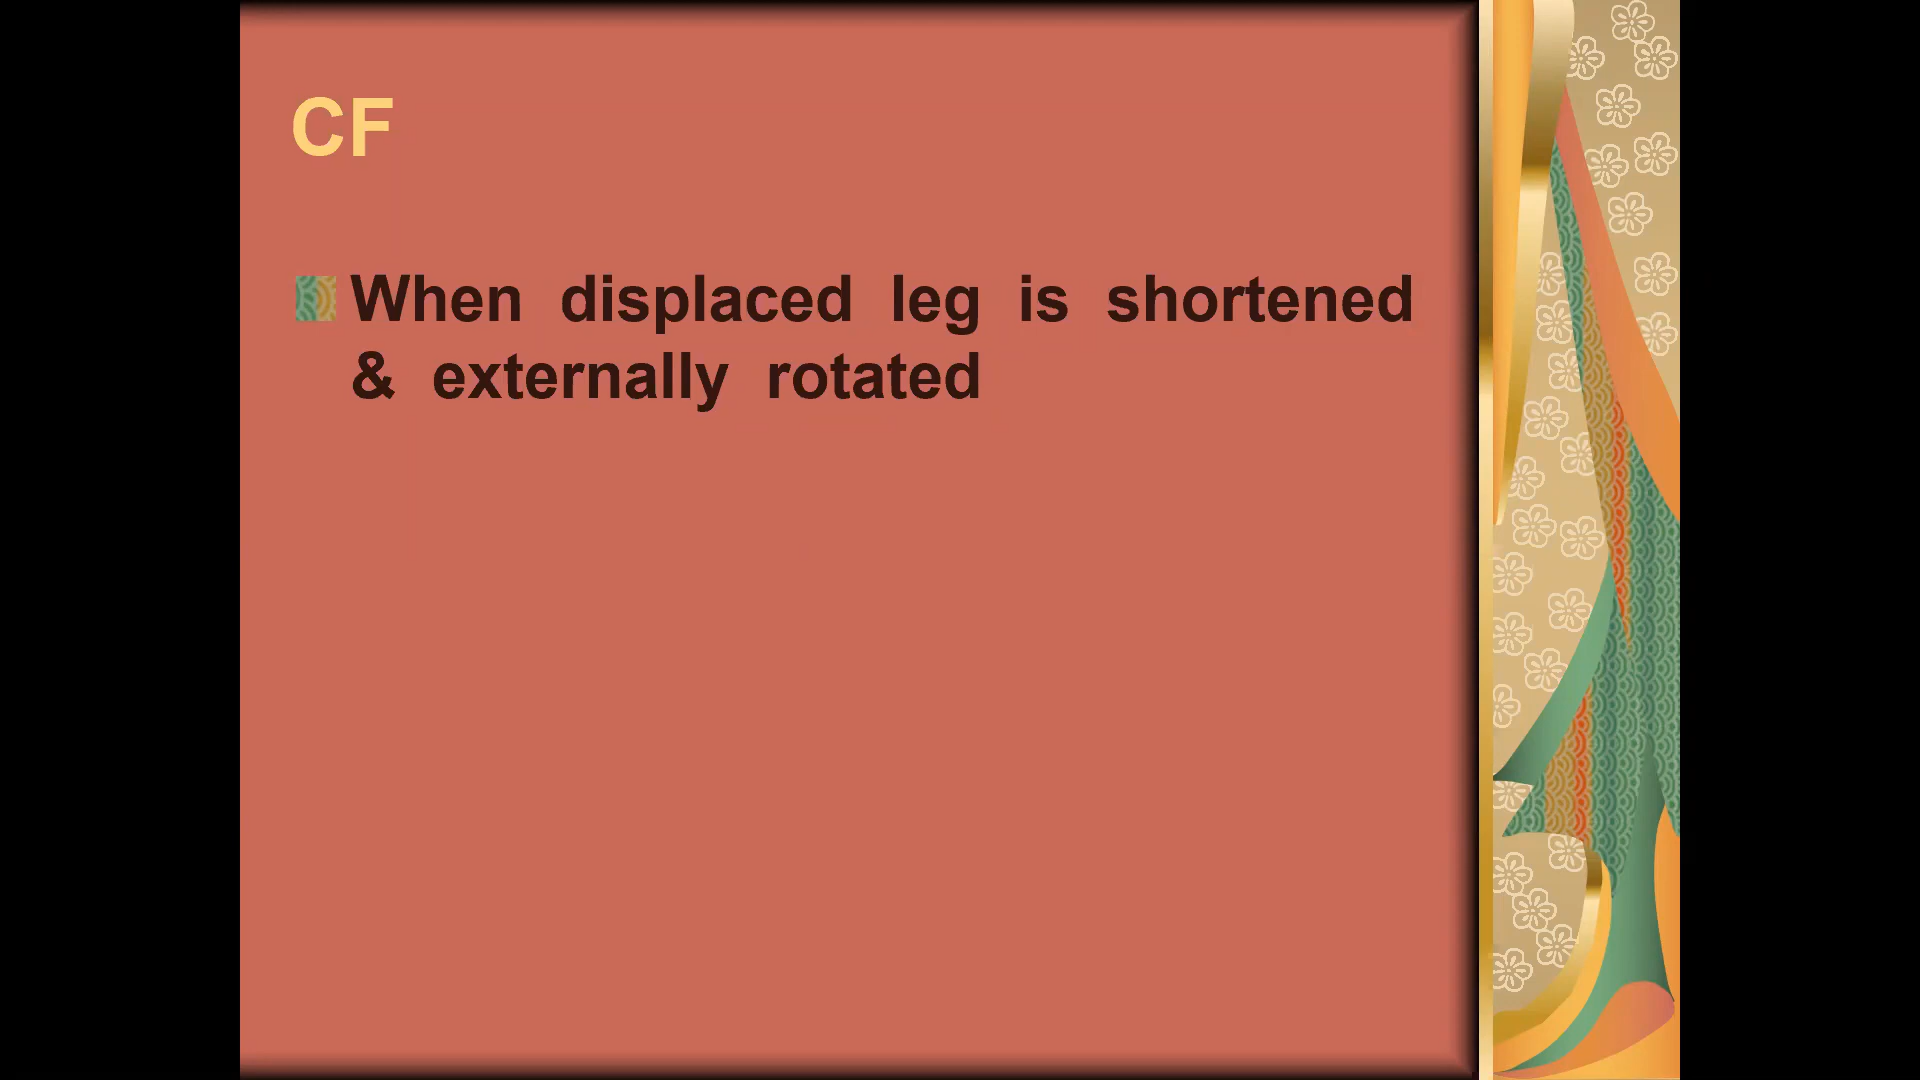 CF
When displaced leg is shortened
& externally rotated